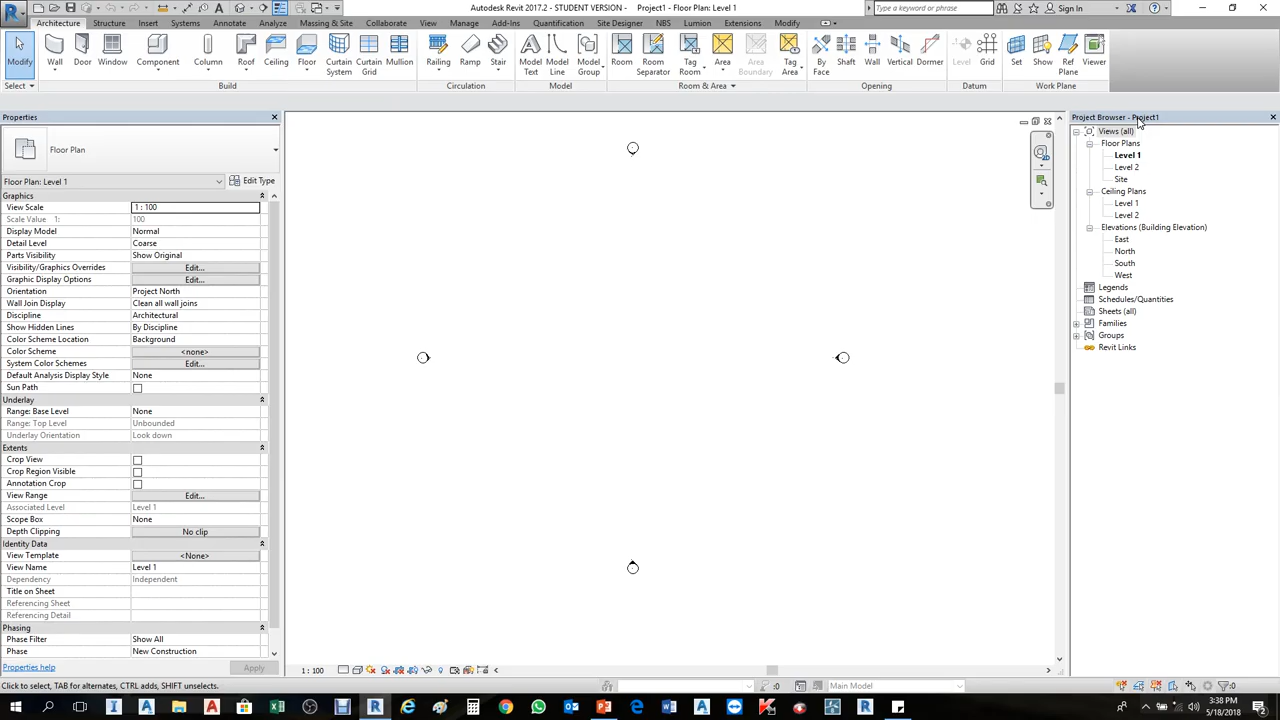 Autodesk Revit 2017.2 - STUDENT VERSION - Project1 - Floor Plan: Level 1
Type a keyword or phrase
Sign In
Architecture Structure Insert Systems Annotate Analyze Massing & Site Collaborate View Manage Add-Ins Quantification Site Designer NBS Lumion Extensions Modify
Modify Wall Door Window Component Column Roof Ceiling Floor Curtain System Curtain Grid Mullion Railing Ramp Stair Model Text Model Line Model Group Room Room Separator Tag Room Area Area Boundary Tag Area By Face Shaft Wall Vertical Dormer Level Grid Set Show Ref Plane Viewer
Select Build Circulation Model Room & Area Opening Datum Work Plane
Properties
Floor Plan
Floor Plan: Level 1 Edit Type
Graphics
View Scale 1 : 100
Scale Value 1: 100
Display Model Normal
Detail Level Coarse
Parts Visibility Show Original
Visibility/Graphics Overrides Edit...
Graphic Display Options Edit...
Orientation Project North
Wall Join Display Clean all wall joins
Discipline Architectural
Show Hidden Lines By Discipline
Color Scheme Location Background
Color Scheme <none>
System Color Schemes Edit...
Default Analysis Display Style None
Sun Path
Underlay
Range: Base Level None
Range: Top Level Unbounded
Underlay Orientation Look down
Extents
Crop View
Crop Region Visible
Annotation Crop
View Range Edit...
Associated Level Level 1
Scope Box None
Depth Clipping No clip
Identity Data
View Template <None>
View Name Level 1
Dependency Independent
Title on Sheet
Referencing Sheet
Referencing Detail
Phasing
Phase Filter Show All
Phase New Construction
Properties help Apply
1 : 100
Project Browser - Project1
Views (all)
Floor Plans
Level 1
Level 2
Site
Ceiling Plans
Level 1
Level 2
Elevations (Building Elevation)
East
North
South
West
Legends
Schedules/Quantities
Sheets (all)
Families
Groups
Revit Links
Click to select, TAB for alternates, CTRL adds, SHIFT unselects.
:0
Main Model
:0
3:38 PM
5/18/2018